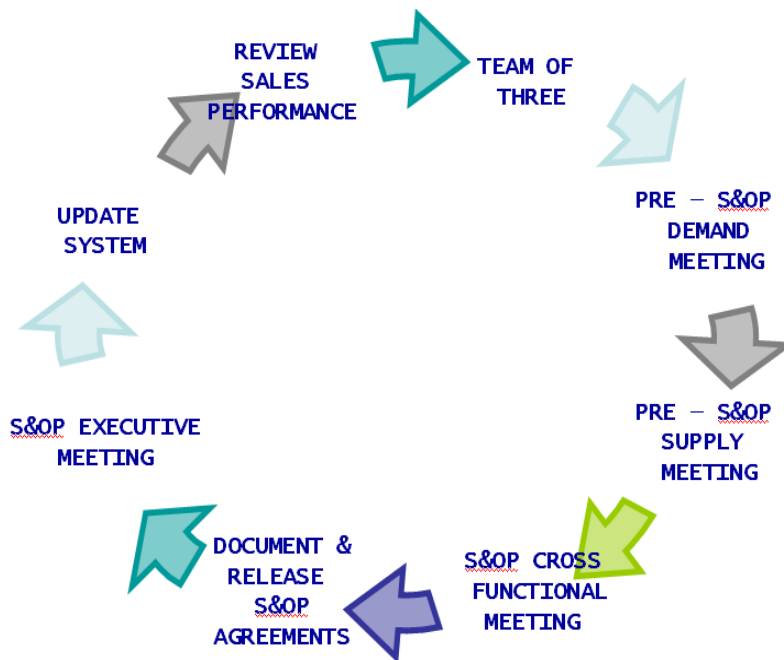 REVIEW
SALES
PERFORMANCE
TEAM OF
THREE
PRE – S&OP
DEMAND
MEETING
PRE – S&OP
SUPPLY
MEETING
S&OP CROSS
FUNCTIONAL
MEETING
DOCUMENT &
RELEASE
S&OP
AGREEMENTS
S&OP EXECUTIVE
MEETING
UPDATE
SYSTEM